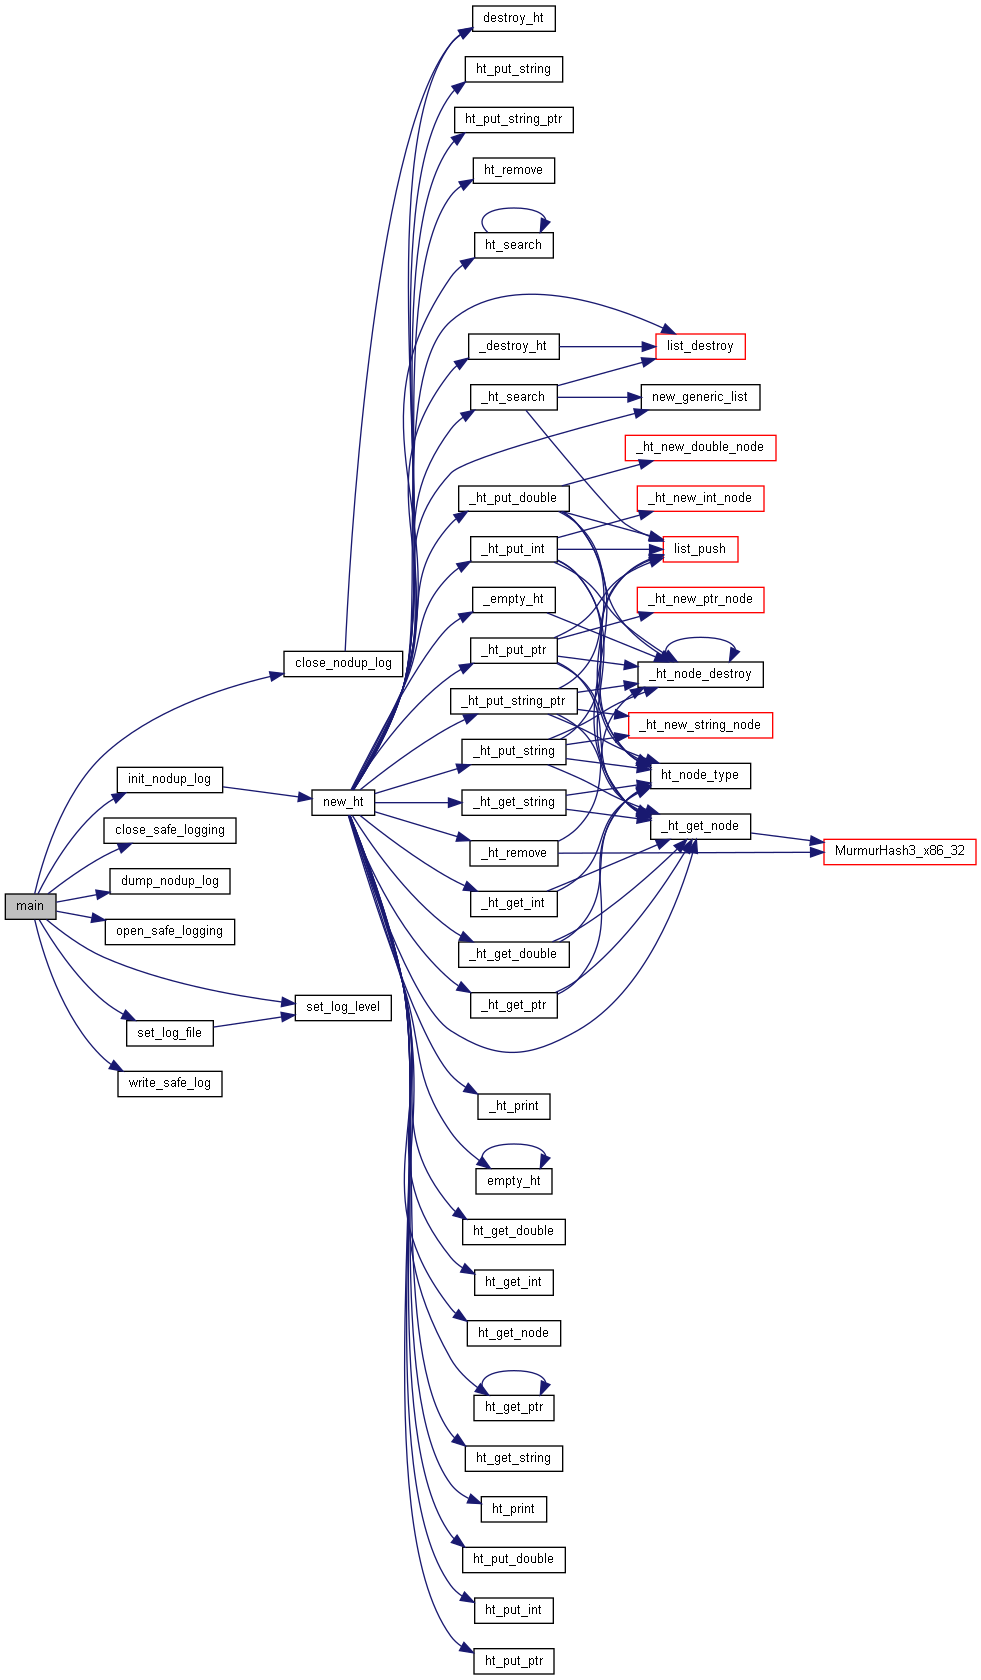 destroy_ht
ht_put_string
ht_put_string_ptr
ht_remove
ht_search
_destroy_ht
list_destroy
_ht_search
new_generic_list
_ht_new_double_node
_ht_put_double
_ht_new_int_node
_ht_put_int
list_push
_empty_ht
_ht_new_ptr_node
_ht_put_ptr
close_nodup_log
_ht_node_destroy
_ht_put_string_ptr
_ht_new_string_node
_ht_put_string
init_nodup_log
ht_node_type
new_ht
_ht_get_string
close_safe_logging
_ht_get_node
_ht_remove
MurmurHash3_x86_32
dump_nodup_log
main
_ht_get_int
open_safe_logging
_ht_get_double
set_log_level
_ht_get_ptr
set_log_file
write_safe_log
_ht_print
empty_ht
ht_get_double
ht_get_int
ht_get_node
ht_get_ptr
ht_get_string
ht_print
ht_put_double
ht_put_int
ht_put_ptr